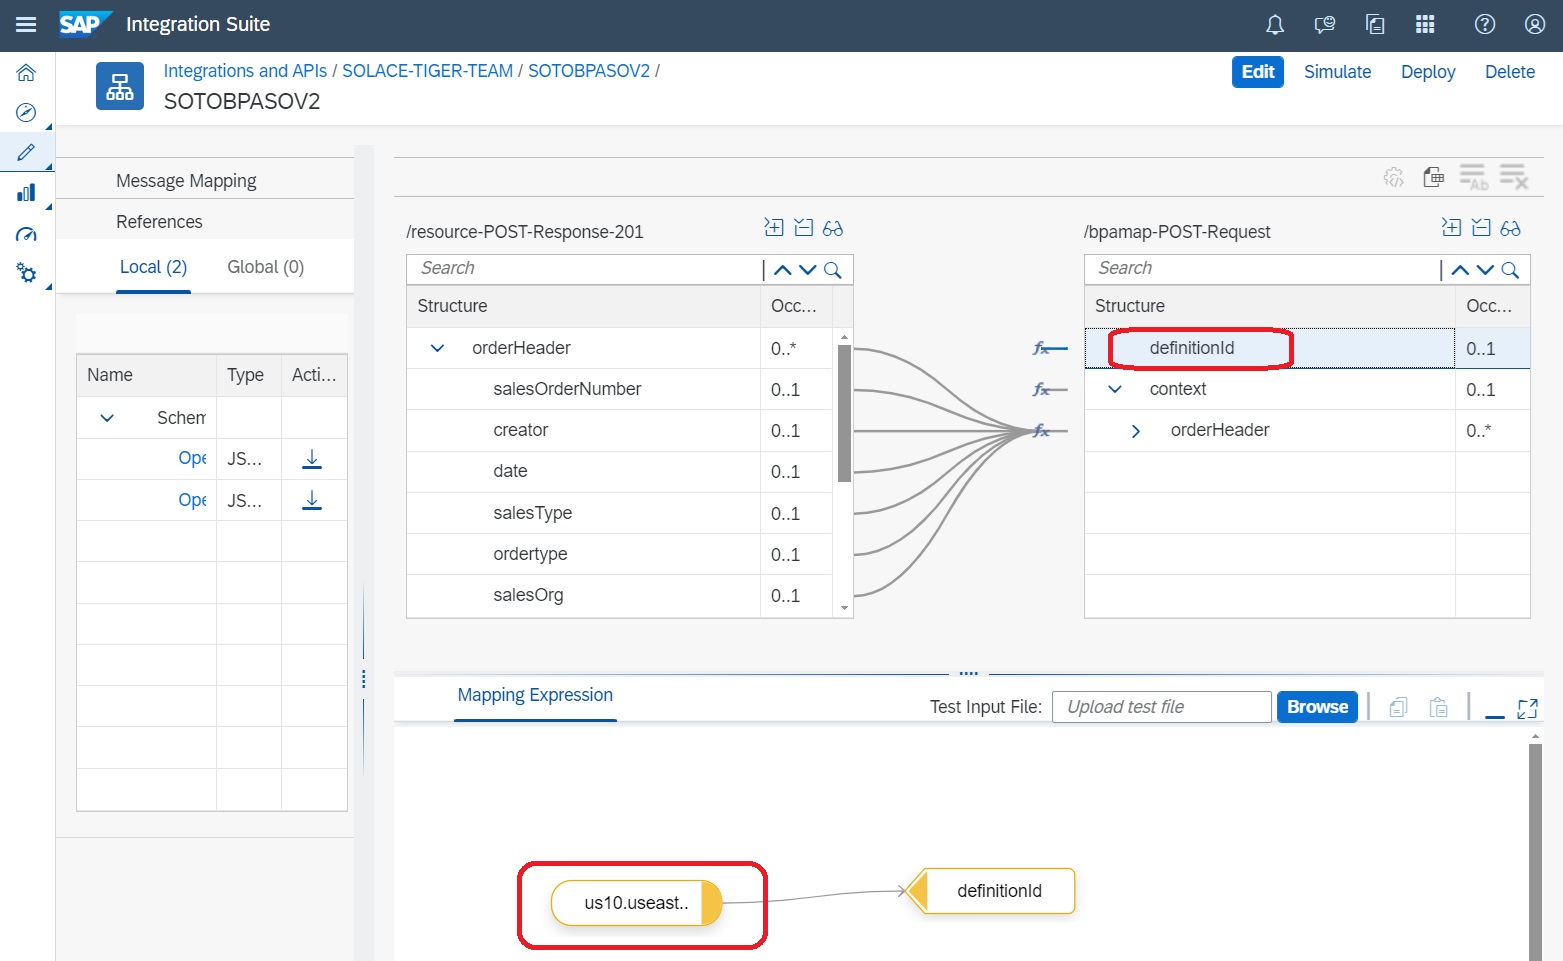 SAP Integration Suite
Integrations and APIs / SOLACE-TIGER-TEAM / SOTOBPASOV2 /
SOTOBPASOV2
Edit Simulate Deploy Delete
Message Mapping
References
Local (2) Global (0)
Name Type Acti...
Schem
Ope JS...
Ope JS...
/resource-POST-Response-201
Search
Structure Occ...
orderHeader 0..*
salesOrderNumber 0..1
creator 0..1
date 0..1
salesType 0..1
ordertype 0..1
salesOrg 0..1
fx
fx
fx
/bpamap-POST-Request
Search
Structure Occ...
definitionId 0..1
context 0..1
orderHeader 0..*
Mapping Expression
Test Input File: Upload test file Browse
us10.useast..
definitionId